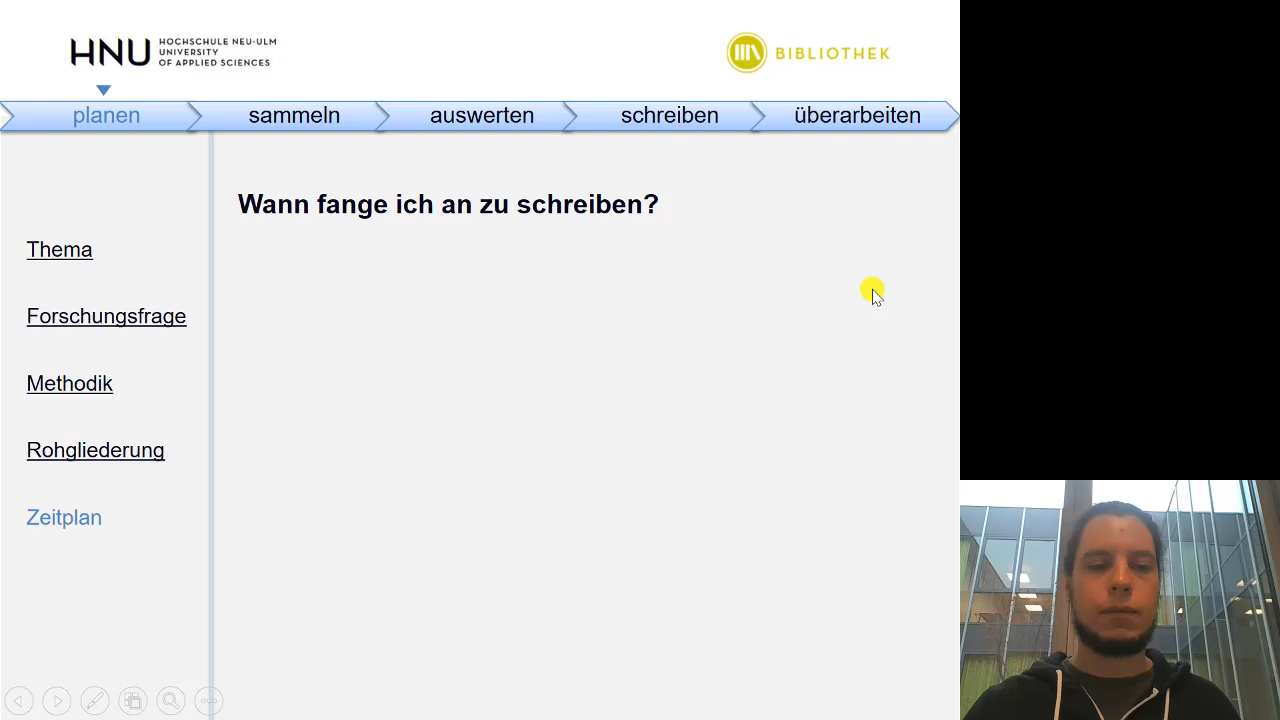 HNU HOCHSCHULE NEU-ULM
UNIVERSITY
OF APPLIED SCIENCES
BIBLIOTHEK
planen sammeln auswerten schreiben überarbeiten
Wann fange ich an zu schreiben?
Thema
Forschungsfrage
Methodik
Rohgliederung
Zeitplan